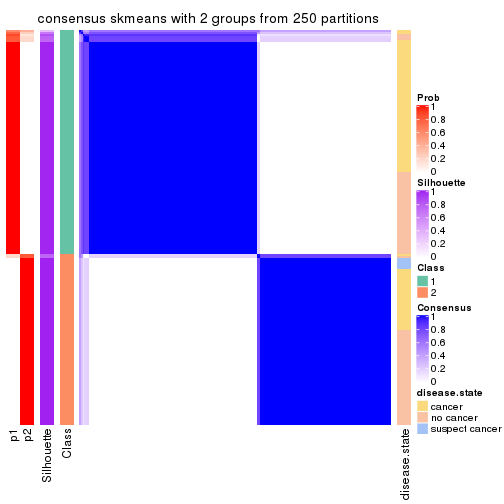 consensus skmeans with 2 groups from 250 partitions
Prob
1
0.8
0.6
0.4
0.2
0
Silhouette
1
0.8
0.6
0.4
0.2
0
Class
1
2
Consensus
1
0.8
0.6
0.4
0.2
0
disease.state
cancer
no cancer
suspect cancer
p1
p2
Silhouette
Class
disease.state